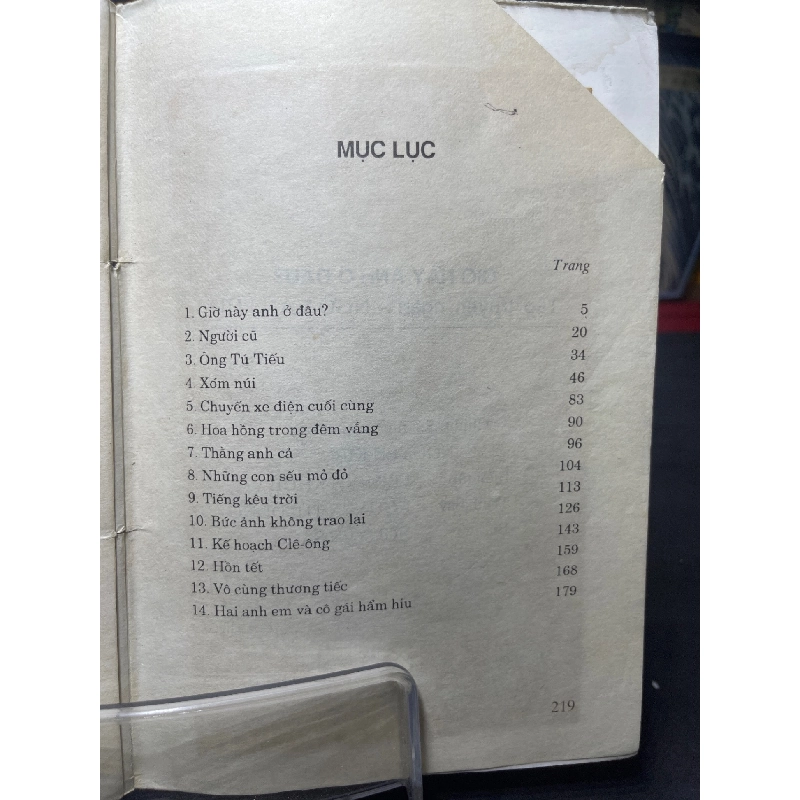 MỤC LỤC
Trang
1. Giờ này anh ở đâu? 5
2. Người cũ 20
3. Ông Tú Tiếu 34
4. Xóm núi 46
5. Chuyến xe điện cuối cùng 83
6. Hoa hồng trong đêm vắng 90
7. Thằng anh cả 96
8. Những con sếu mỏ đỏ 104
9. Tiếng kêu trời 113
10. Bức ảnh không trao lại 126
11. Kế hoạch Clê-ông 143
12. Hồn tết 159
13. Vô cùng thương tiếc 168
14. Hai anh em và cô gái hẩm hiu 179
219